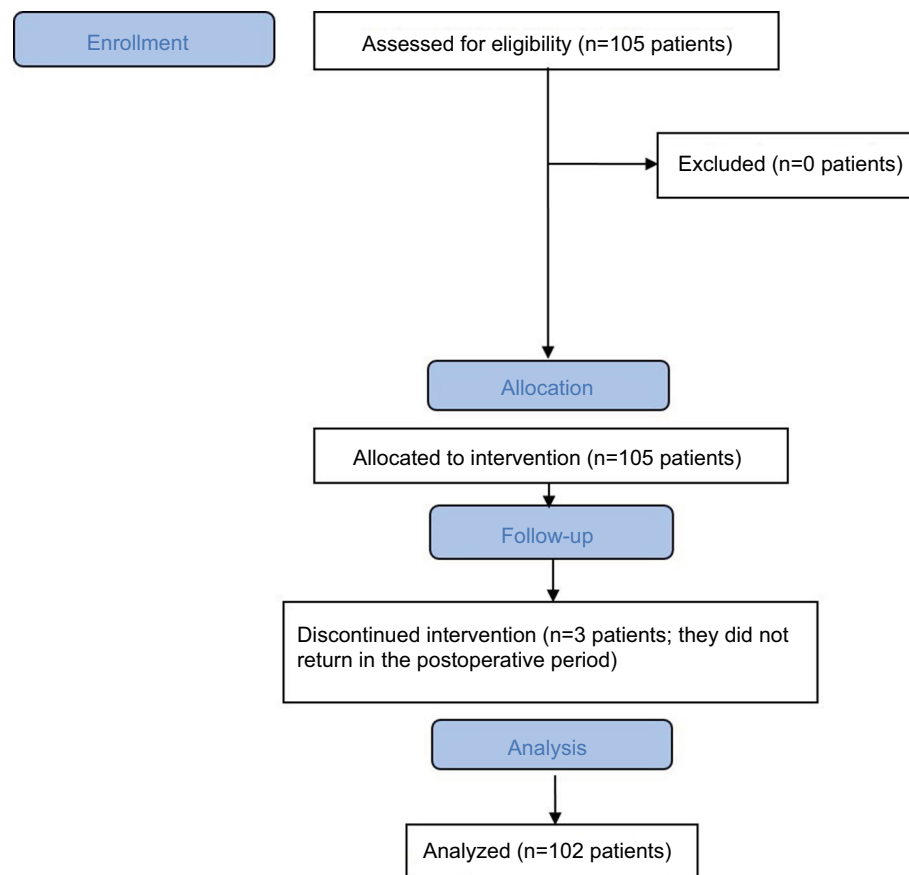 Enrollment
Assessed for eligibility (n=105 patients)
Excluded (n=0 patients)
Allocation
Allocated to intervention (n=105 patients)
Follow-up
Discontinued intervention (n=3 patients; they did not
return in the postoperative period)
Analysis
Analyzed (n=102 patients)